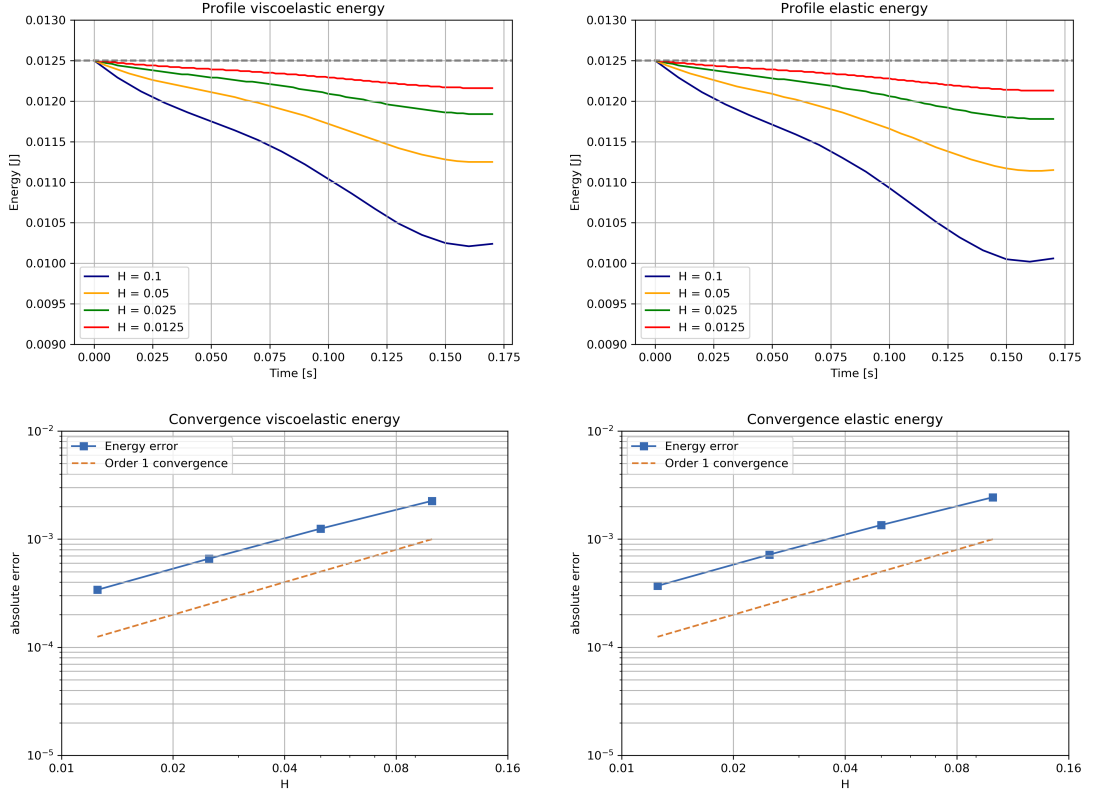 Profile viscoelastic energy
0.0130
0.0125
0.0120
0.0115
0.0110
0.0105
0.0100
0.0095
0.0090
Energy [J]
H = 0.1
H = 0.05
H = 0.025
H = 0.0125
0.000 0.025 0.050 0.075 0.100 0.125 0.150 0.175
Time [s]
Profile elastic energy
0.0130
0.0125
0.0120
0.0115
0.0110
0.0105
0.0100
0.0095
0.0090
Energy [J]
H = 0.1
H = 0.05
H = 0.025
H = 0.0125
0.000 0.025 0.050 0.075 0.100 0.125 0.150 0.175
Time [s]
Convergence viscoelastic energy
10⁻²
10⁻³
10⁻⁴
10⁻⁵
absolute error
Energy error
Order 1 convergence
0.01 0.02 0.04 0.08 0.16
H
Convergence elastic energy
10⁻²
10⁻³
10⁻⁴
10⁻⁵
absolute error
Energy error
Order 1 convergence
0.01 0.02 0.04 0.08 0.16
H